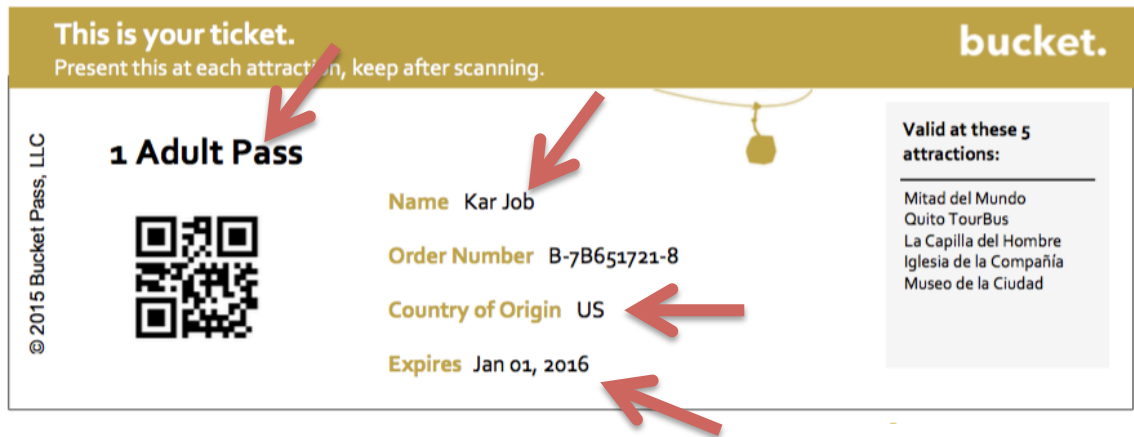 This is your ticket.
Present this at each attraction, keep after scanning.
bucket.
© 2015 Bucket Pass, LLC
1 Adult Pass
Name Kar Job
Order Number B-7B651721-8
Country of Origin US
Expires Jan 01, 2016
Valid at these 5
attractions:
Mitad del Mundo
Quito TourBus
La Capilla del Hombre
Iglesia de la Compañía
Museo de la Ciudad